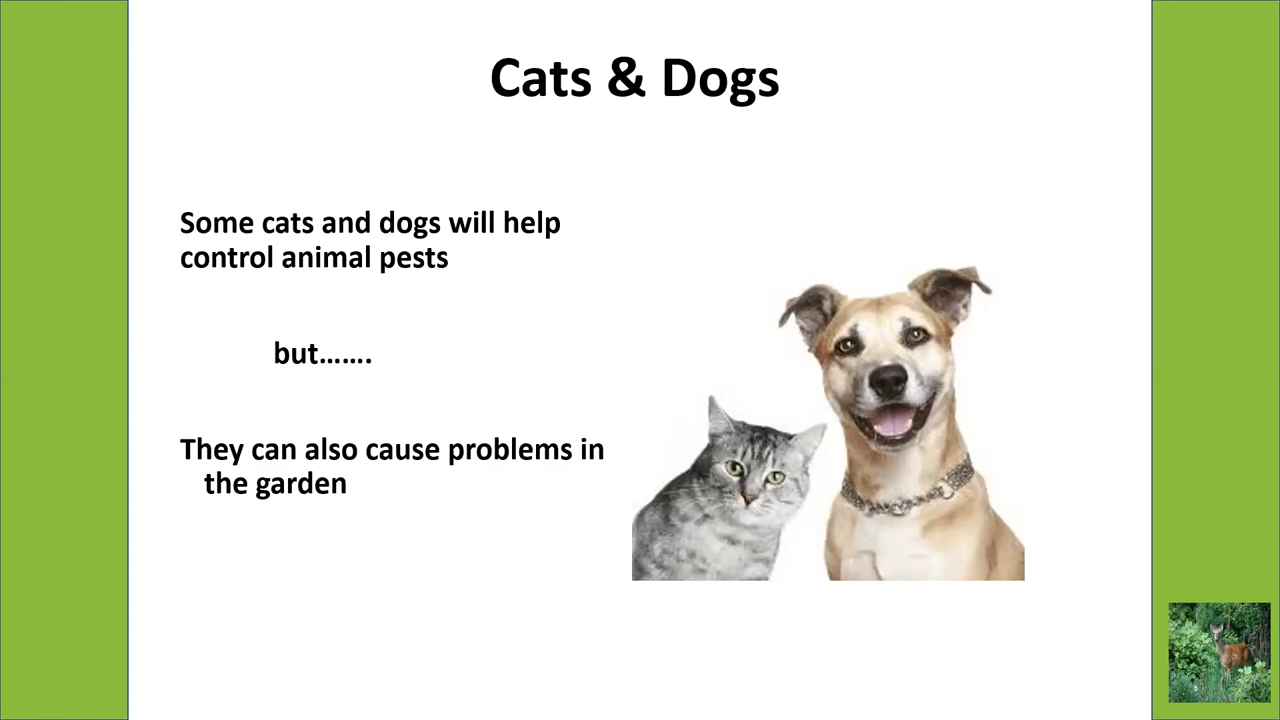 Cats & Dogs
Some cats and dogs will help
control animal pests
but.......
They can also cause problems in
the garden